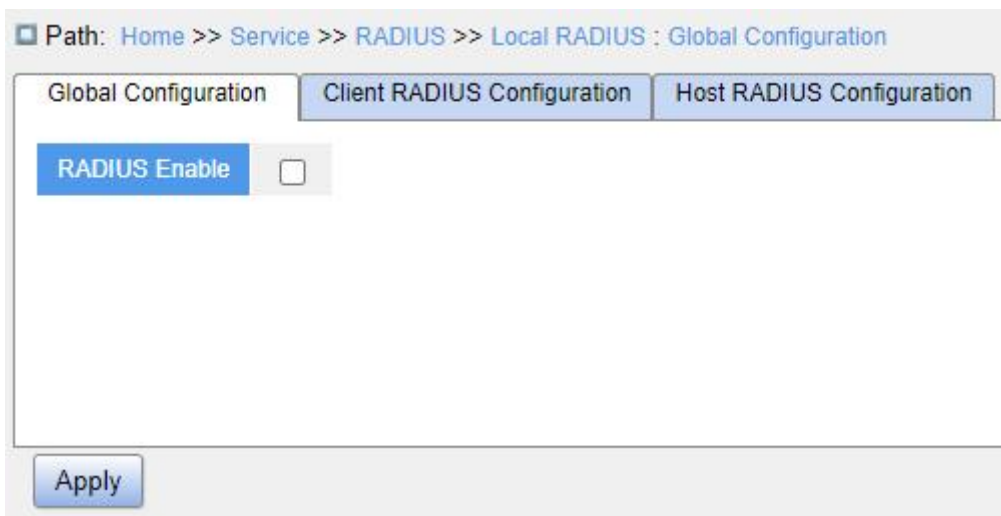 Path: Home >> Service >> RADIUS >> Local RADIUS : Global Configuration
Global Configuration Client RADIUS Configuration Host RADIUS Configuration
RADIUS Enable
Apply